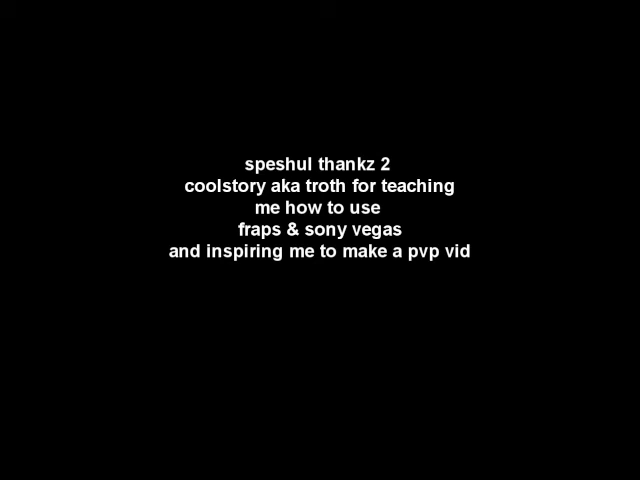 speshul thankz 2
coolstory aka troth for teaching
me how to use
fraps & sony vegas
and inspiring me to make a pvp vid